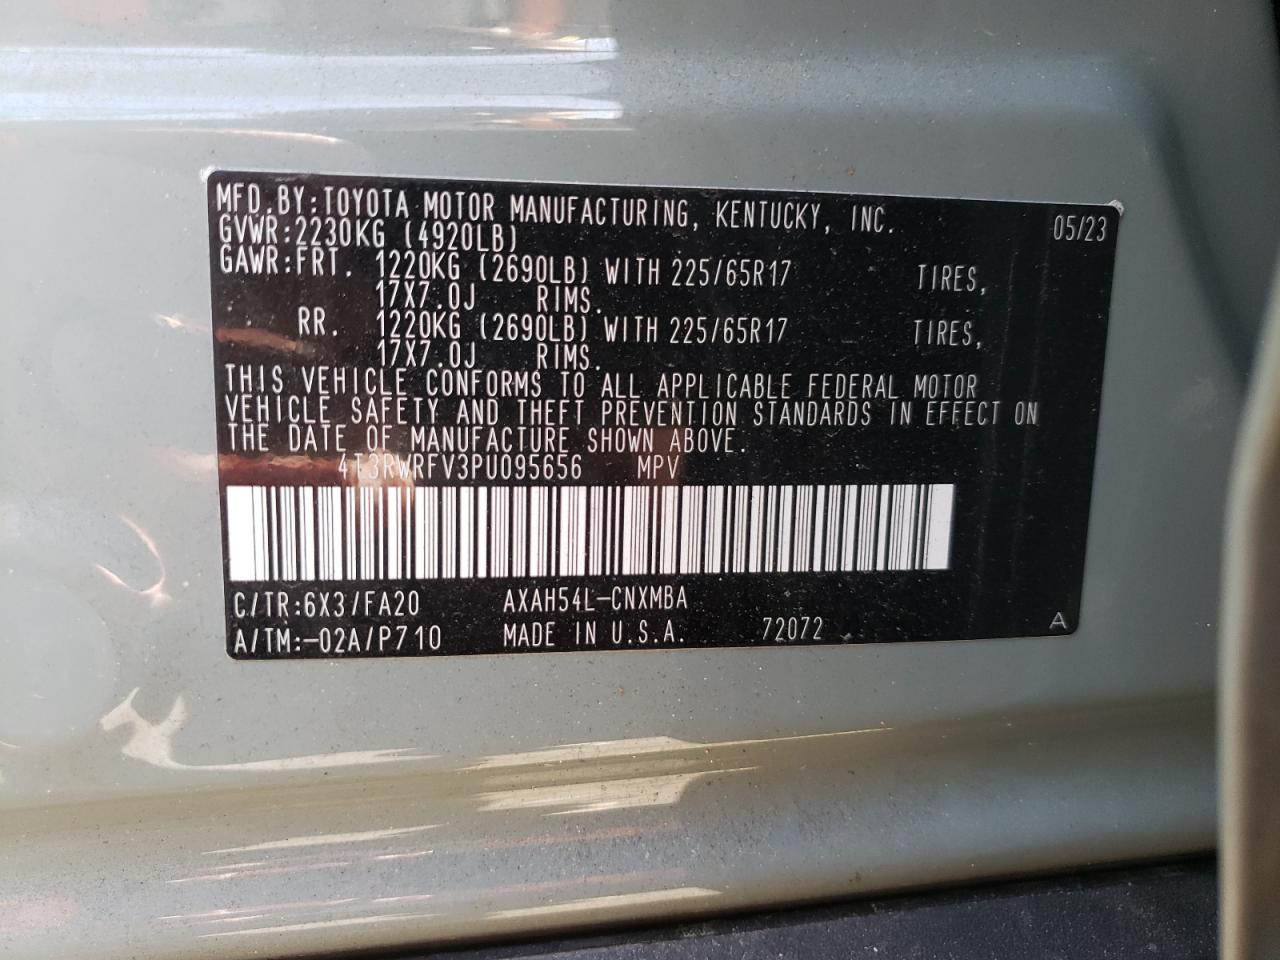 MFD.BY:TOYOTA MOTOR MANUFACTURING, KENTUCKY, INC. 05/23
GVWR:2230KG (4920LB)
GAWR:FRT. 1220KG (2690LB) WITH 225/65R17 TIRES,
17X7.0J RIMS.
RR. 1220KG (2690LB) WITH 225/65R17 TIRES,
17X7.0J RIMS.
THIS VEHICLE CONFORMS TO ALL APPLICABLE FEDERAL MOTOR
VEHICLE SAFETY AND THEFT PREVENTION STANDARDS IN EFFECT ON
THE DATE OF MANUFACTURE SHOWN ABOVE.
4T3RWRFV3PU095656 MPV
C/TR:6X3/FA20 AXAH54L-CNXMBA
A/TM:-02A/P710 MADE IN U.S.A. 72072 A